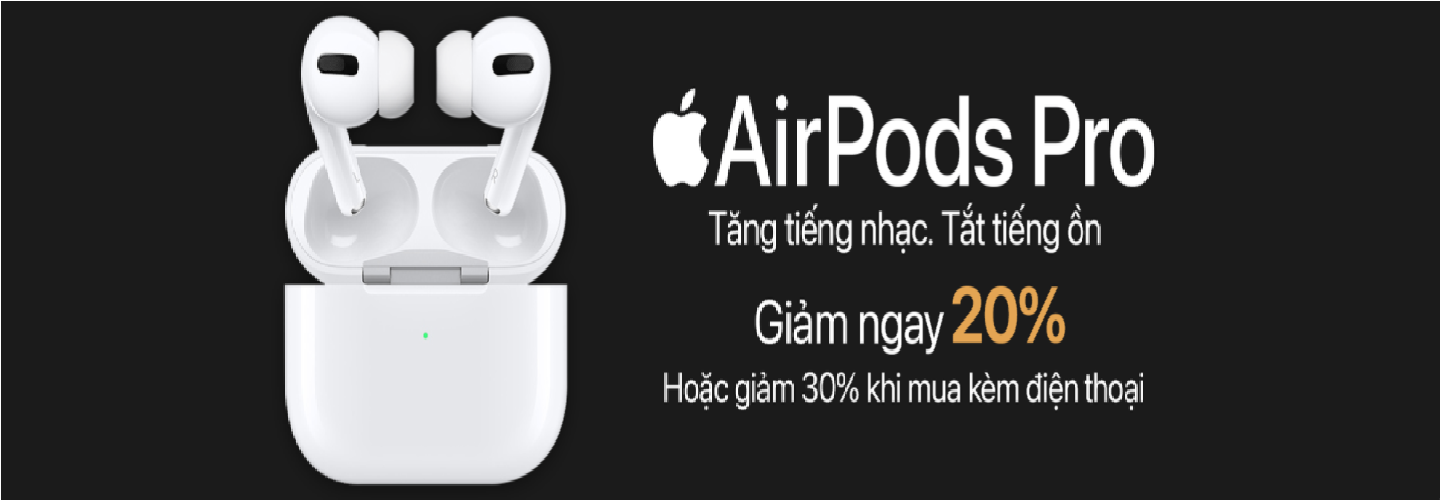 AirPods Pro
Tăng tiếng nhạc. Tắt tiếng ồn
Giảm ngay 20%
Hoặc giảm 30% khi mua kèm điện thoại